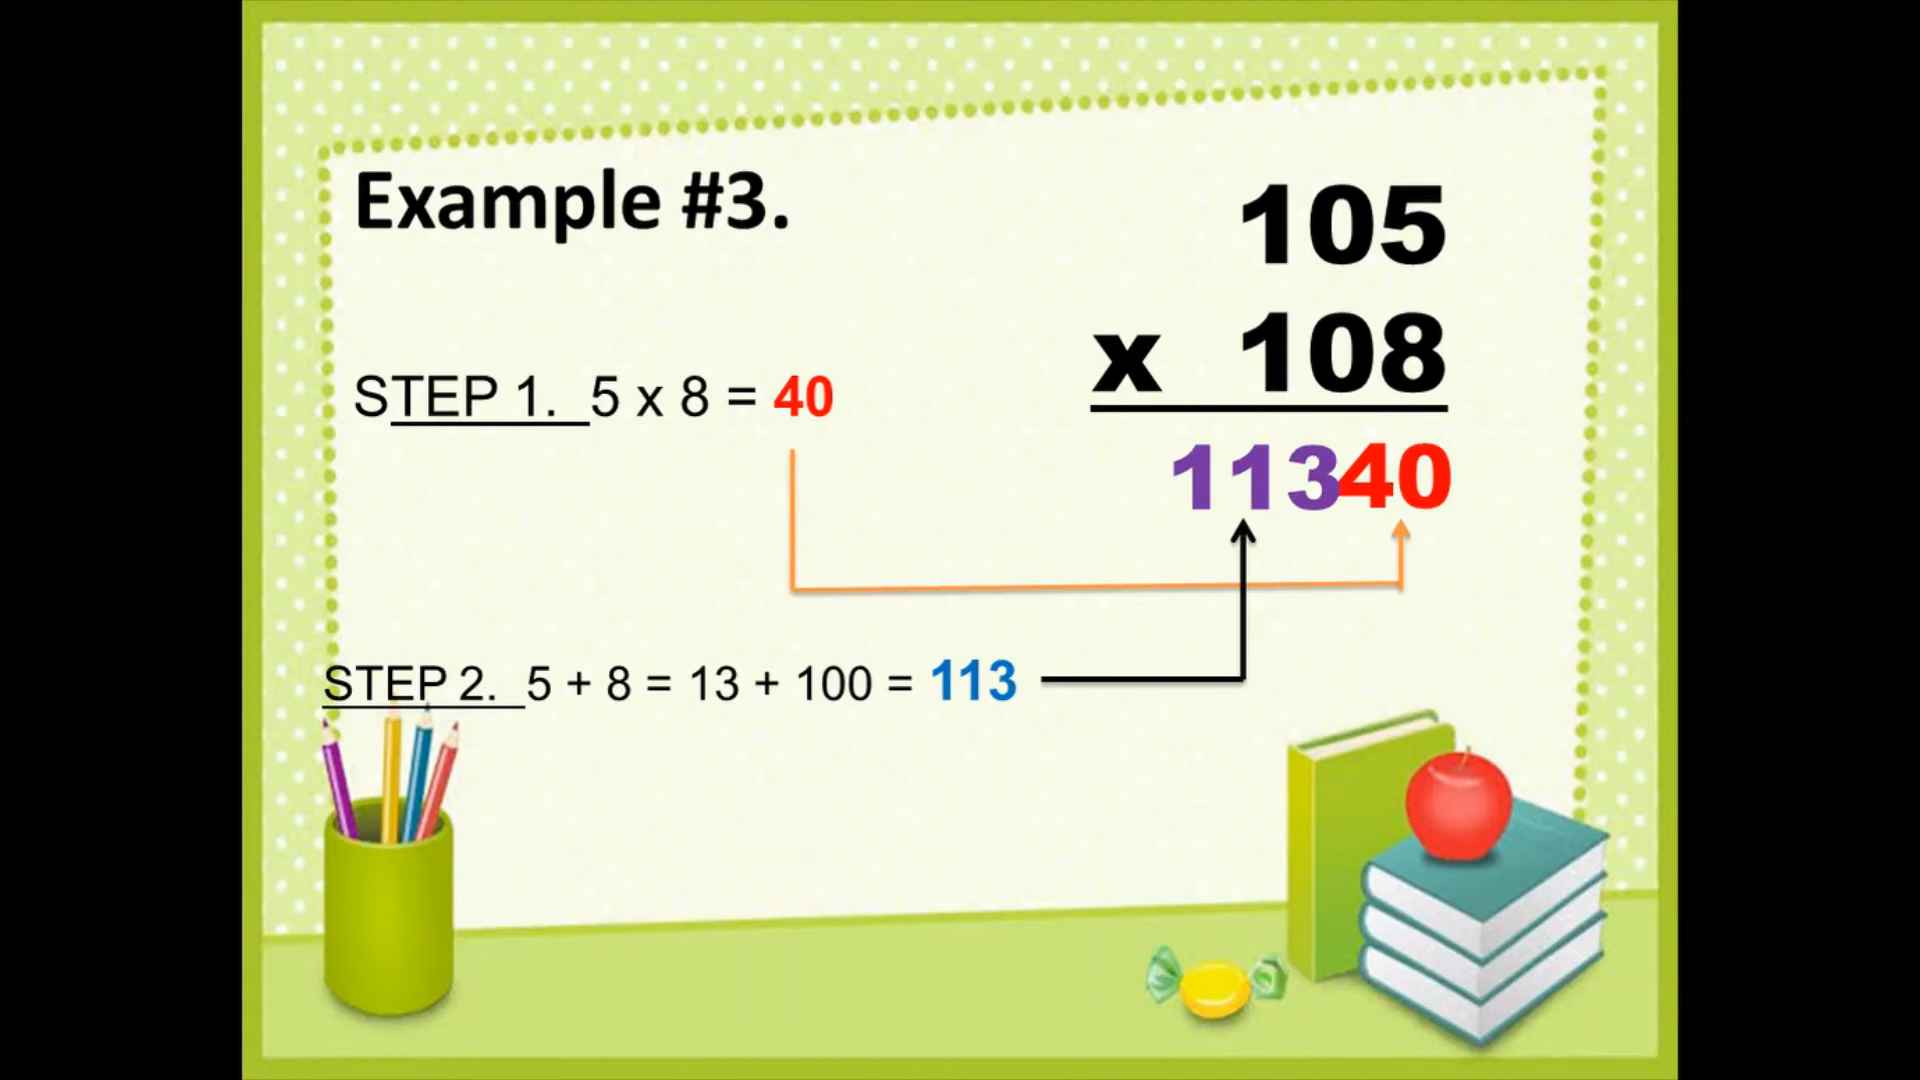 Example #3.
105
x 108
11340
STEP 1. 5 x 8 = 40
STEP 2. 5 + 8 = 13 + 100 = 113